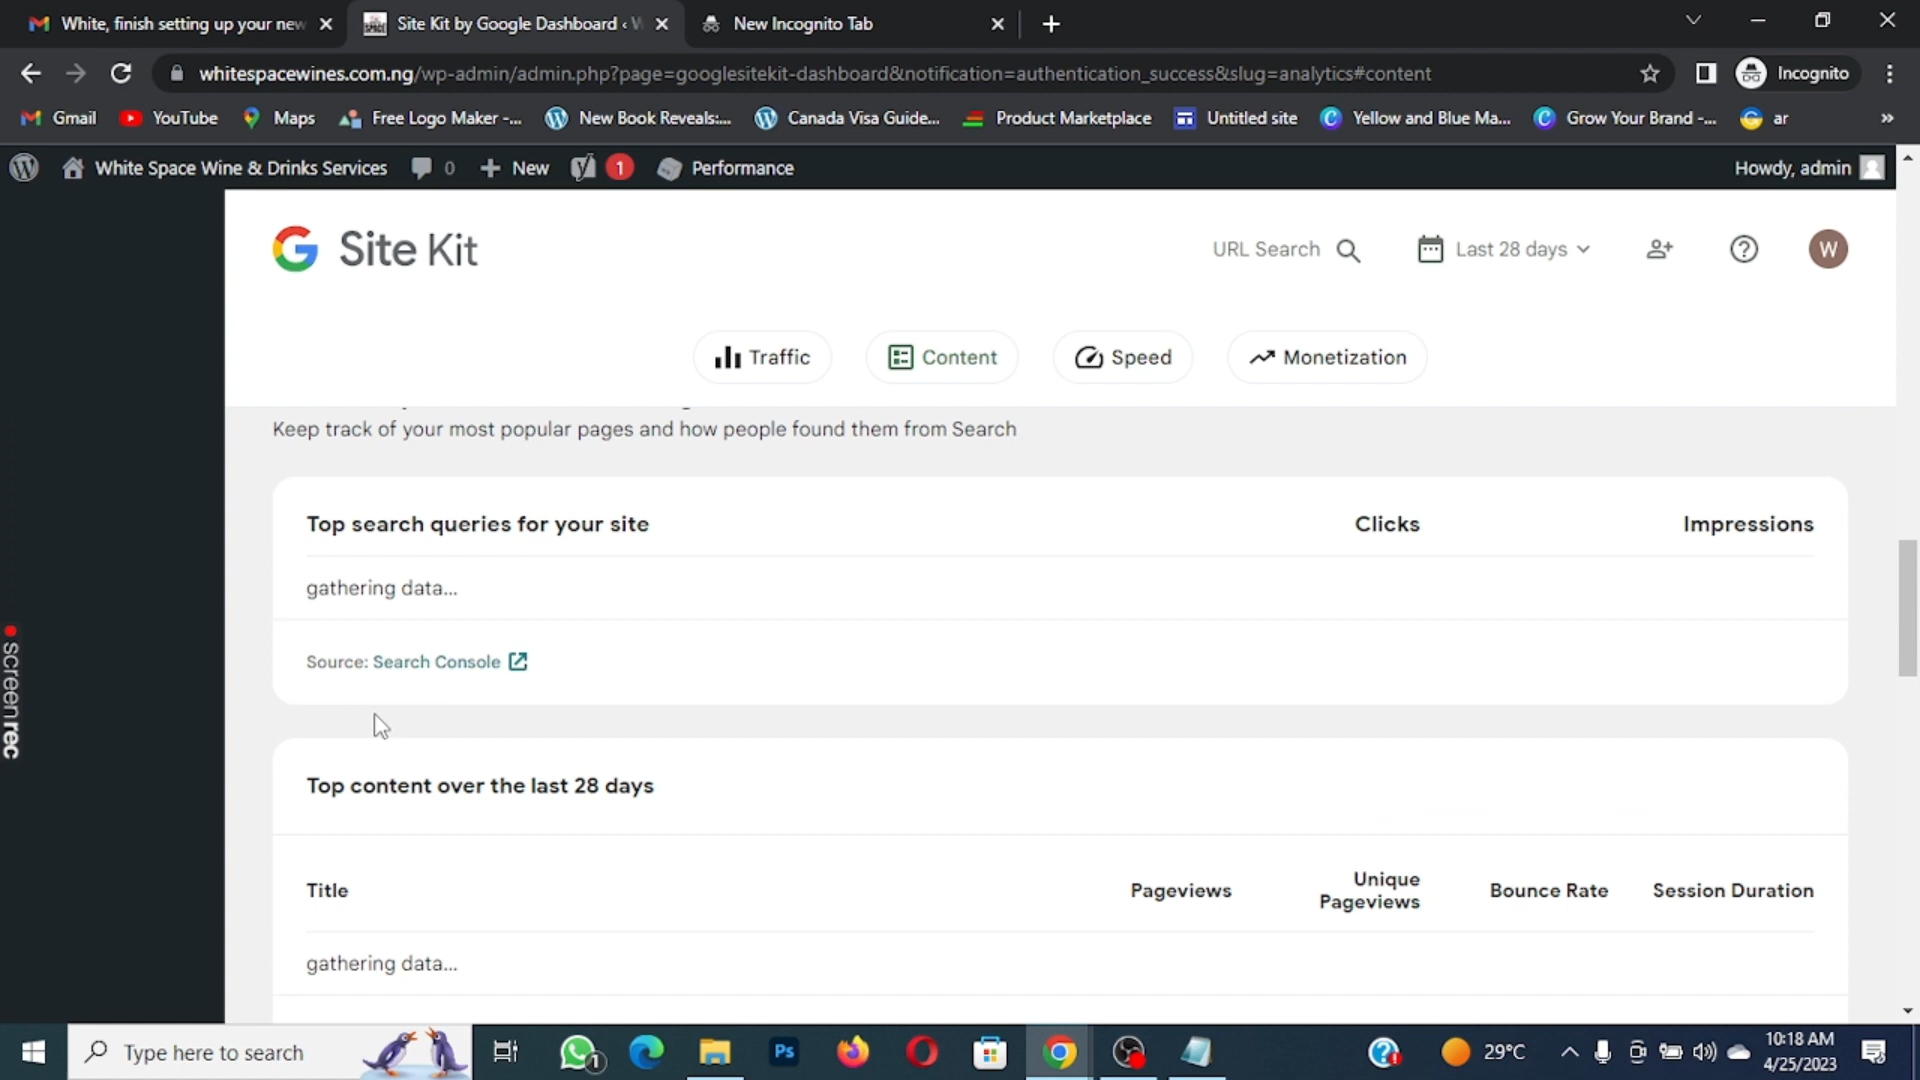 White, finish setting up your new
Site Kit by Google Dashboard ‹ W
New Incognito Tab
whitespacewines.com.ng/wp-admin/admin.php?page=googlesitekit-dashboard&notification=authentication_success&slug=analytics#content
Incognito
Gmail
YouTube
Maps
Free Logo Maker -...
New Book Reveals:...
Canada Visa Guide...
Product Marketplace
Untitled site
Yellow and Blue Ma...
Grow Your Brand -...
ar
»
White Space Wine & Drinks Services
0
New
1
Performance
Howdy, admin
Site Kit
URL Search
Last 28 days
W
Traffic
Content
Speed
Monetization
Keep track of your most popular pages and how people found them from Search
Top search queries for your site
Clicks
Impressions
gathering data...
Source: Search Console
screenrec
Top content over the last 28 days
Title
Pageviews
Unique
Pageviews
Bounce Rate
Session Duration
gathering data...
Type here to search
1
Ps
29°C
10:18 AM
4/25/2023